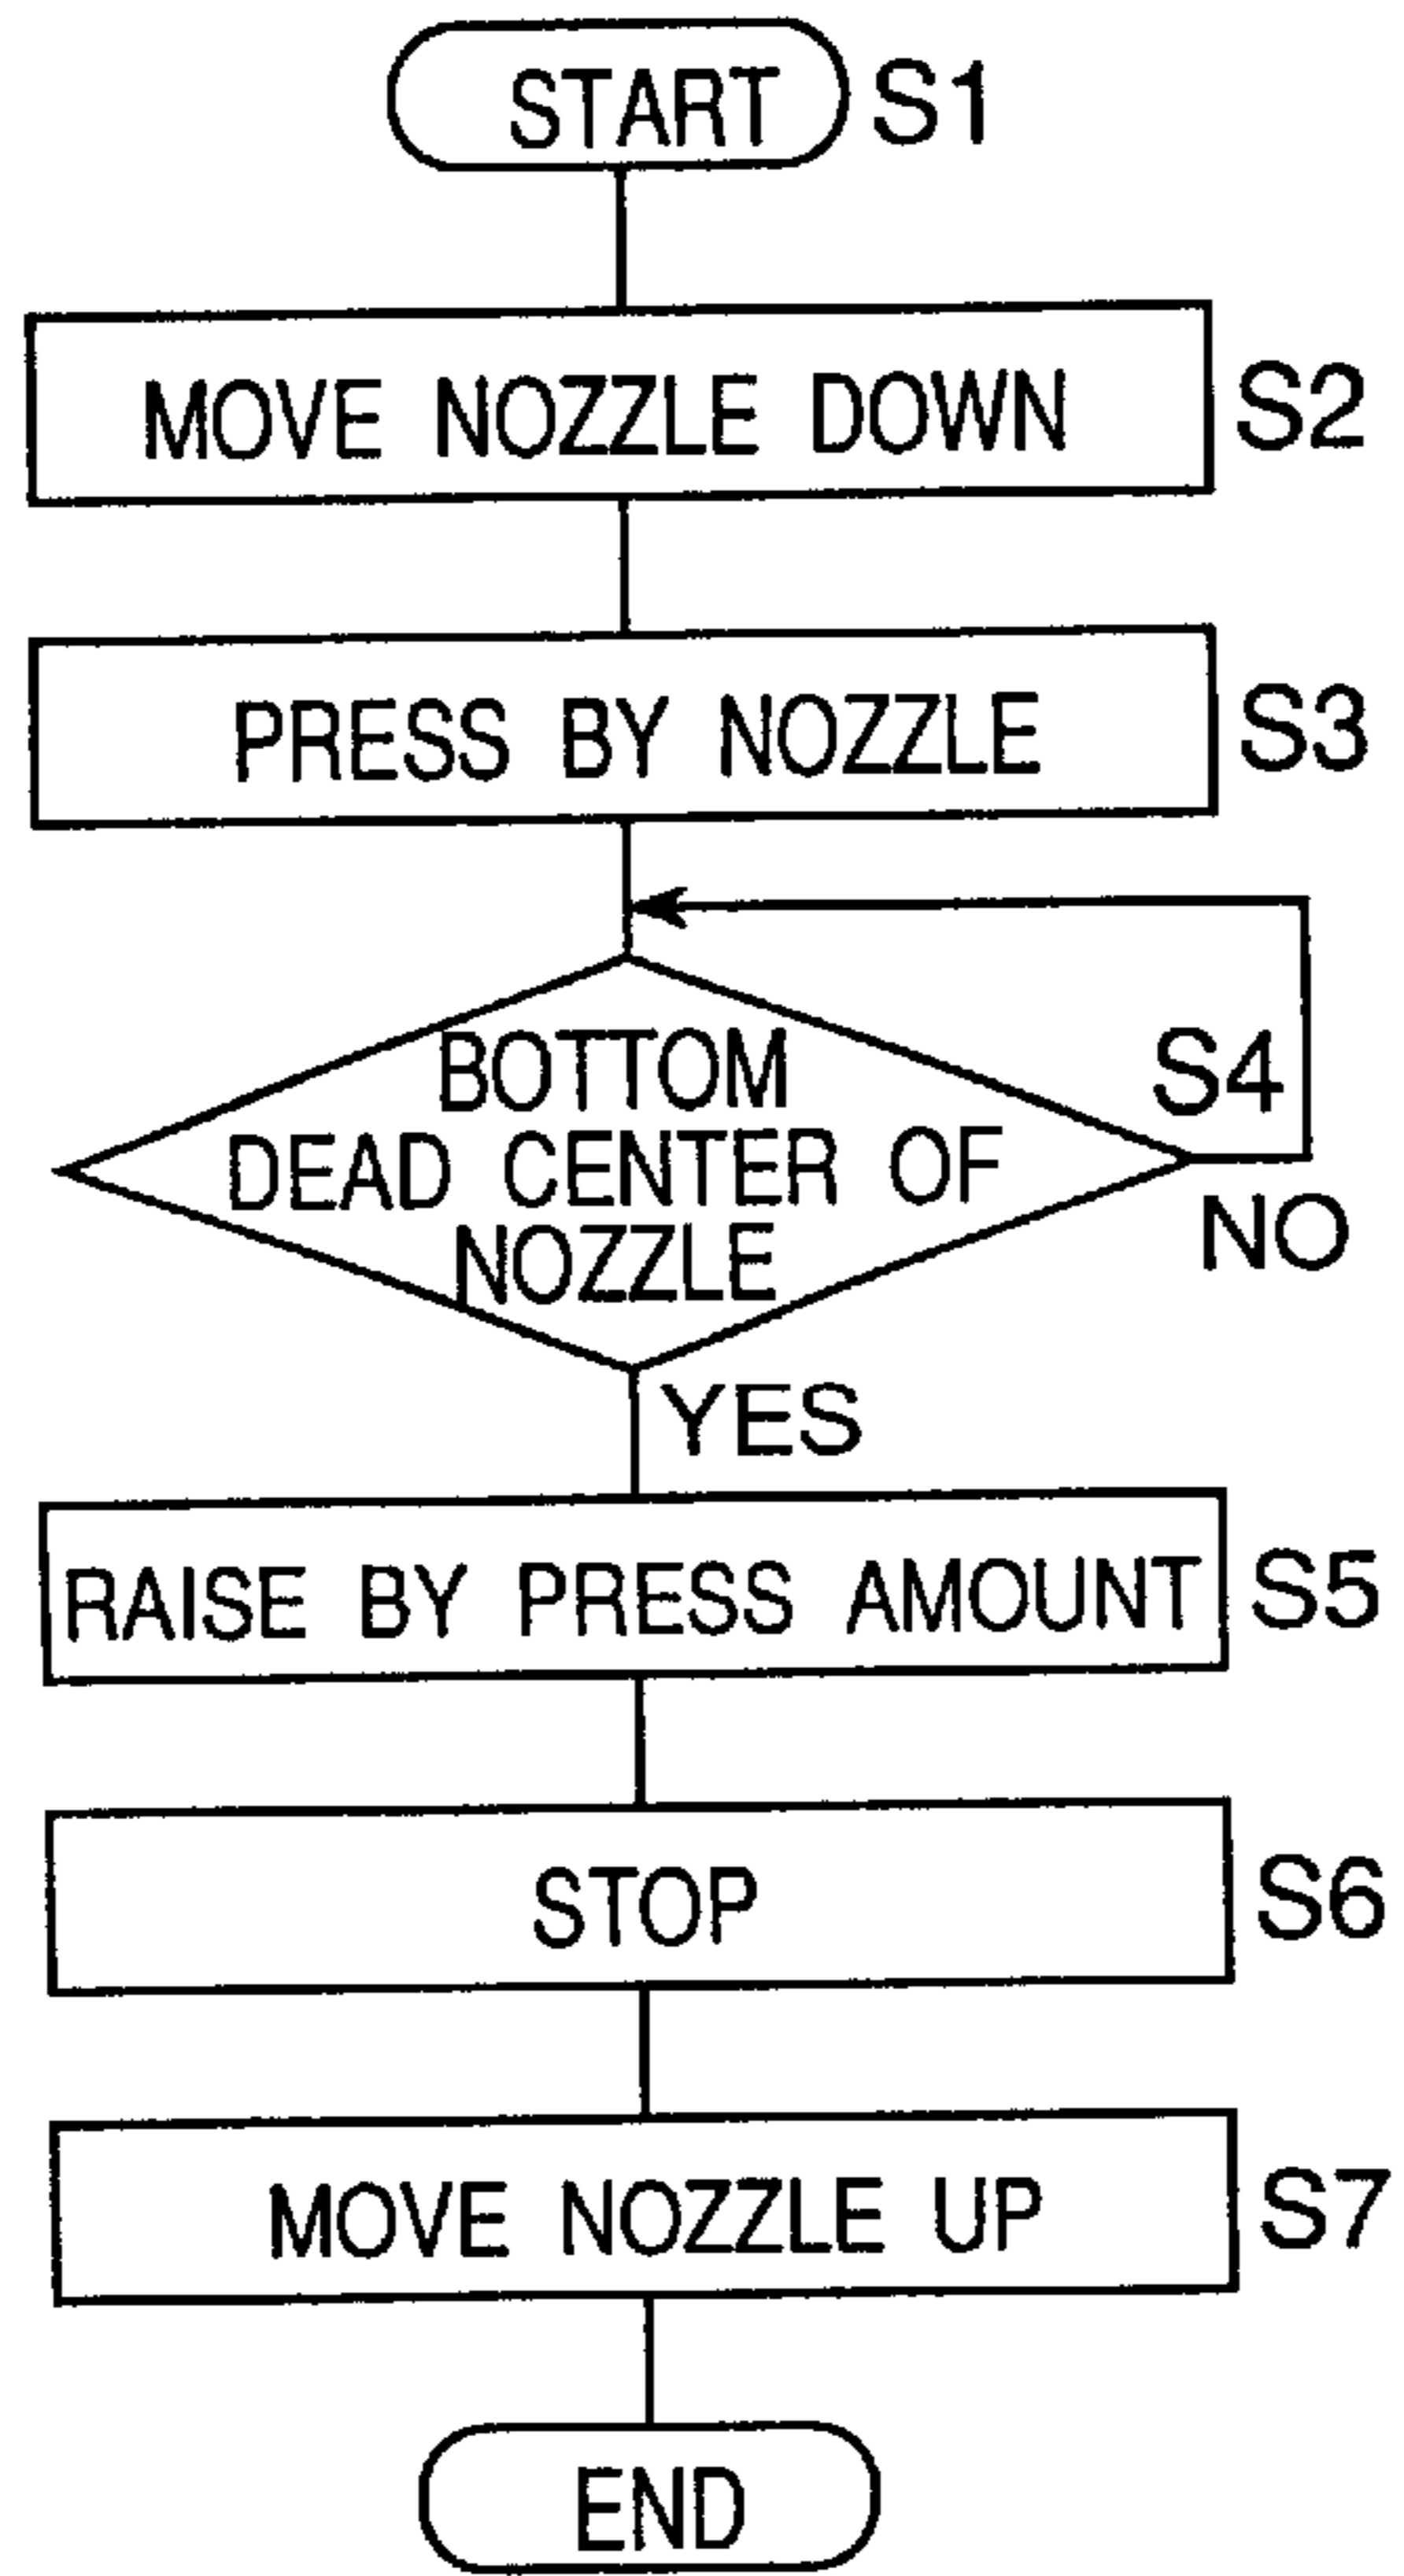 START S1
MOVE NOZZLE DOWN S2
PRESS BY NOZZLE S3
BOTTOM
DEAD CENTER OF
NOZZLE
S4
NO
YES
RAISE BY PRESS AMOUNT S5
STOP S6
MOVE NOZZLE UP S7
END